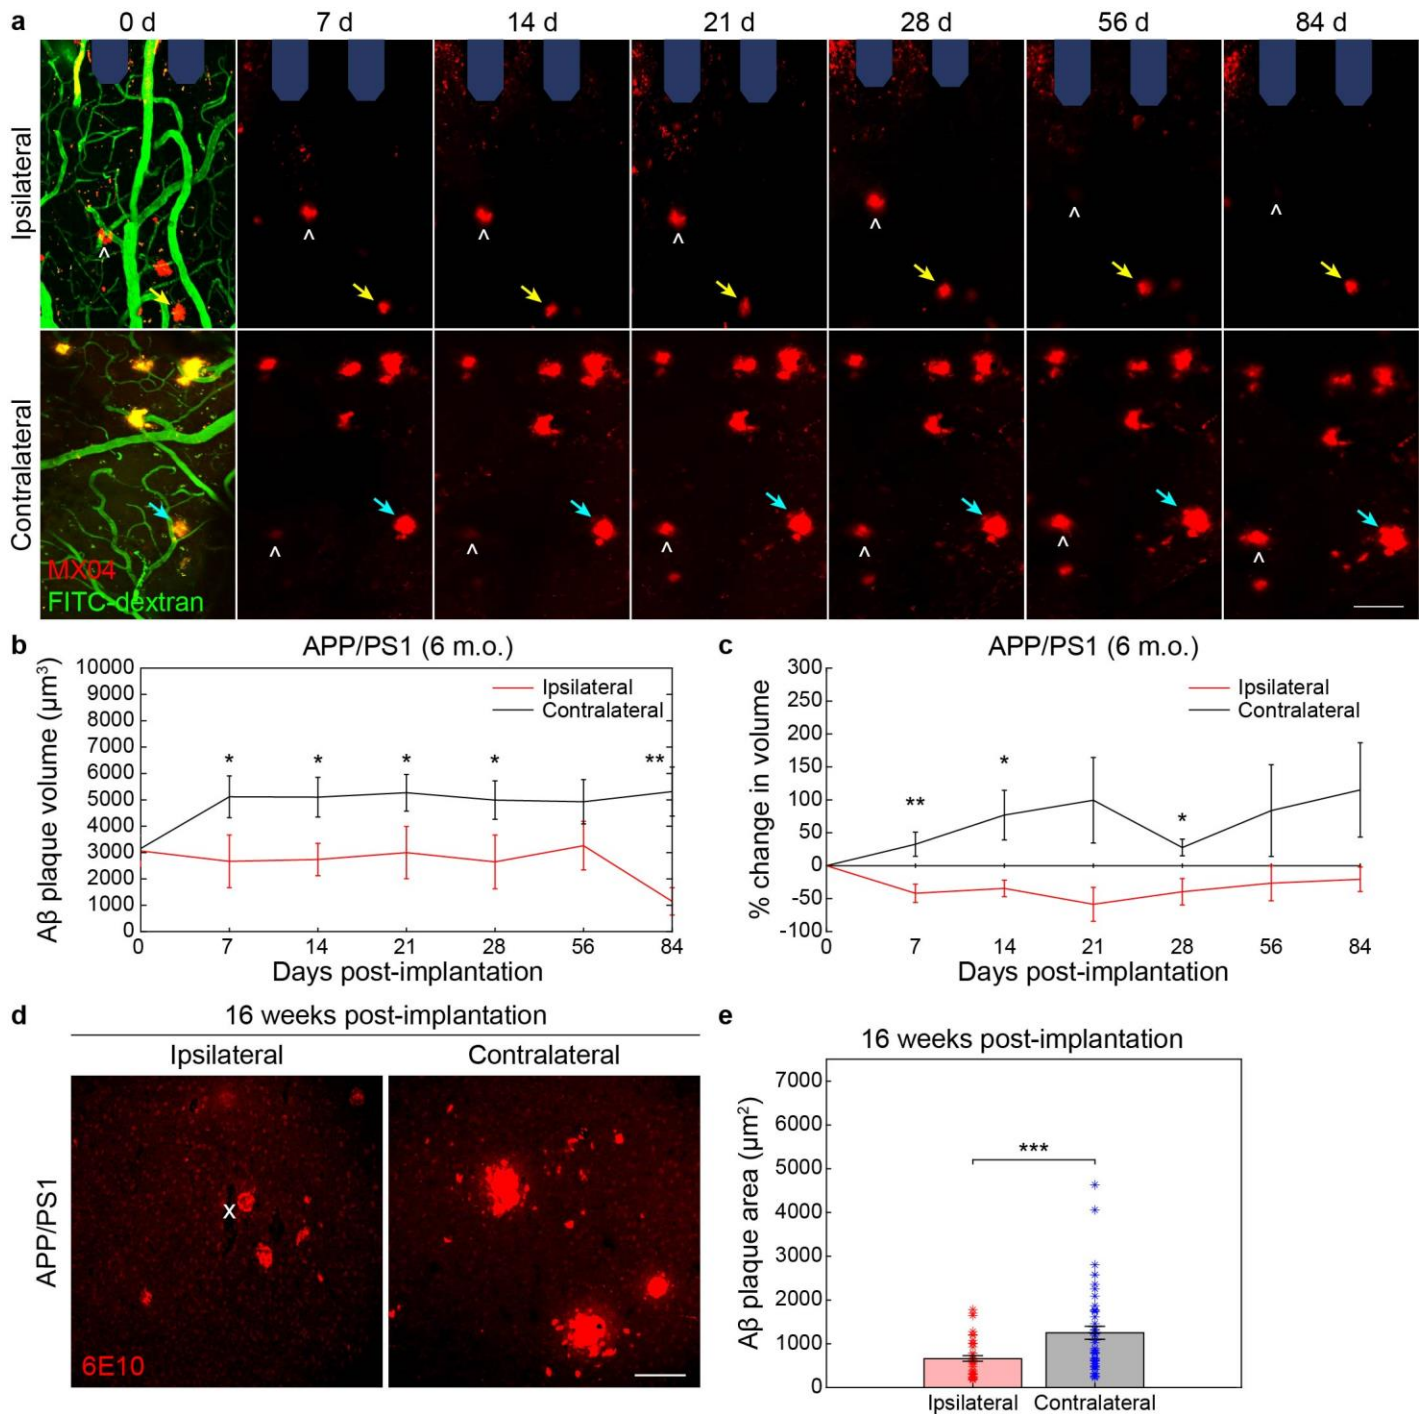 a
0 d 7 d 14 d 21 d 28 d 56 d 84 d
Ipsilateral
^ ^ ^ ^ ^ ^ ^
Contralateral
^ ^ ^ ^ ^ ^
MX04
FITC-dextran
b
APP/PS1 (6 m.o.)
Aβ plaque volume (μm³)
10000
9000
8000
7000
6000
5000
4000
3000
2000
1000
0
Ipsilateral
Contralateral
* * * * **
0 7 14 21 28 56 84
Days post-implantation
c
APP/PS1 (6 m.o.)
% change in volume
300
250
200
150
100
50
0
-50
-100
Ipsilateral
Contralateral
** * *
0 7 14 21 28 56 84
Days post-implantation
d
16 weeks post-implantation
Ipsilateral Contralateral
APP/PS1
x
6E10
e
16 weeks post-implantation
Aβ plaque area (μm²)
7000
6000
5000
4000
3000
2000
1000
0
***
Ipsilateral Contralateral